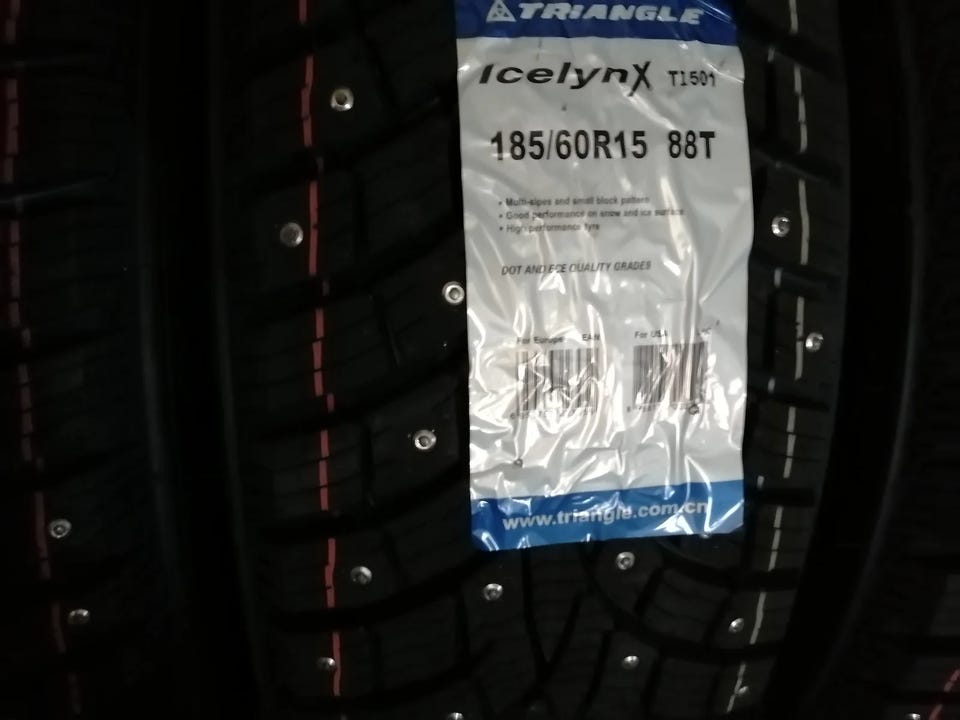 TRIANGLE
IcelynX TI501
185/60R15 88T
• Multi-sipes and small block pattern
• Good performance on snow and ice surface
• High performance tyre
DOT AND ECE QUALITY GRADES
For Europe EAN For USA
www.triangle.com.cn